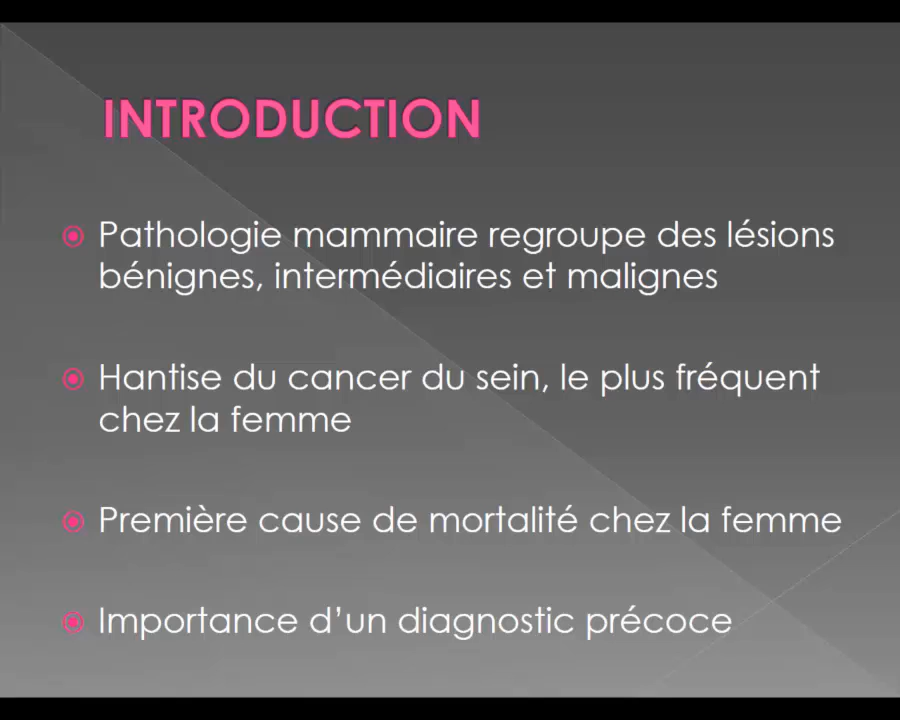 INTRODUCTION
Pathologie mammaire regroupe des lésions
bénignes, intermédiaires et malignes
Hantise du cancer du sein, le plus fréquent
chez la femme
Première cause de mortalité chez la femme
Importance d’un diagnostic précoce